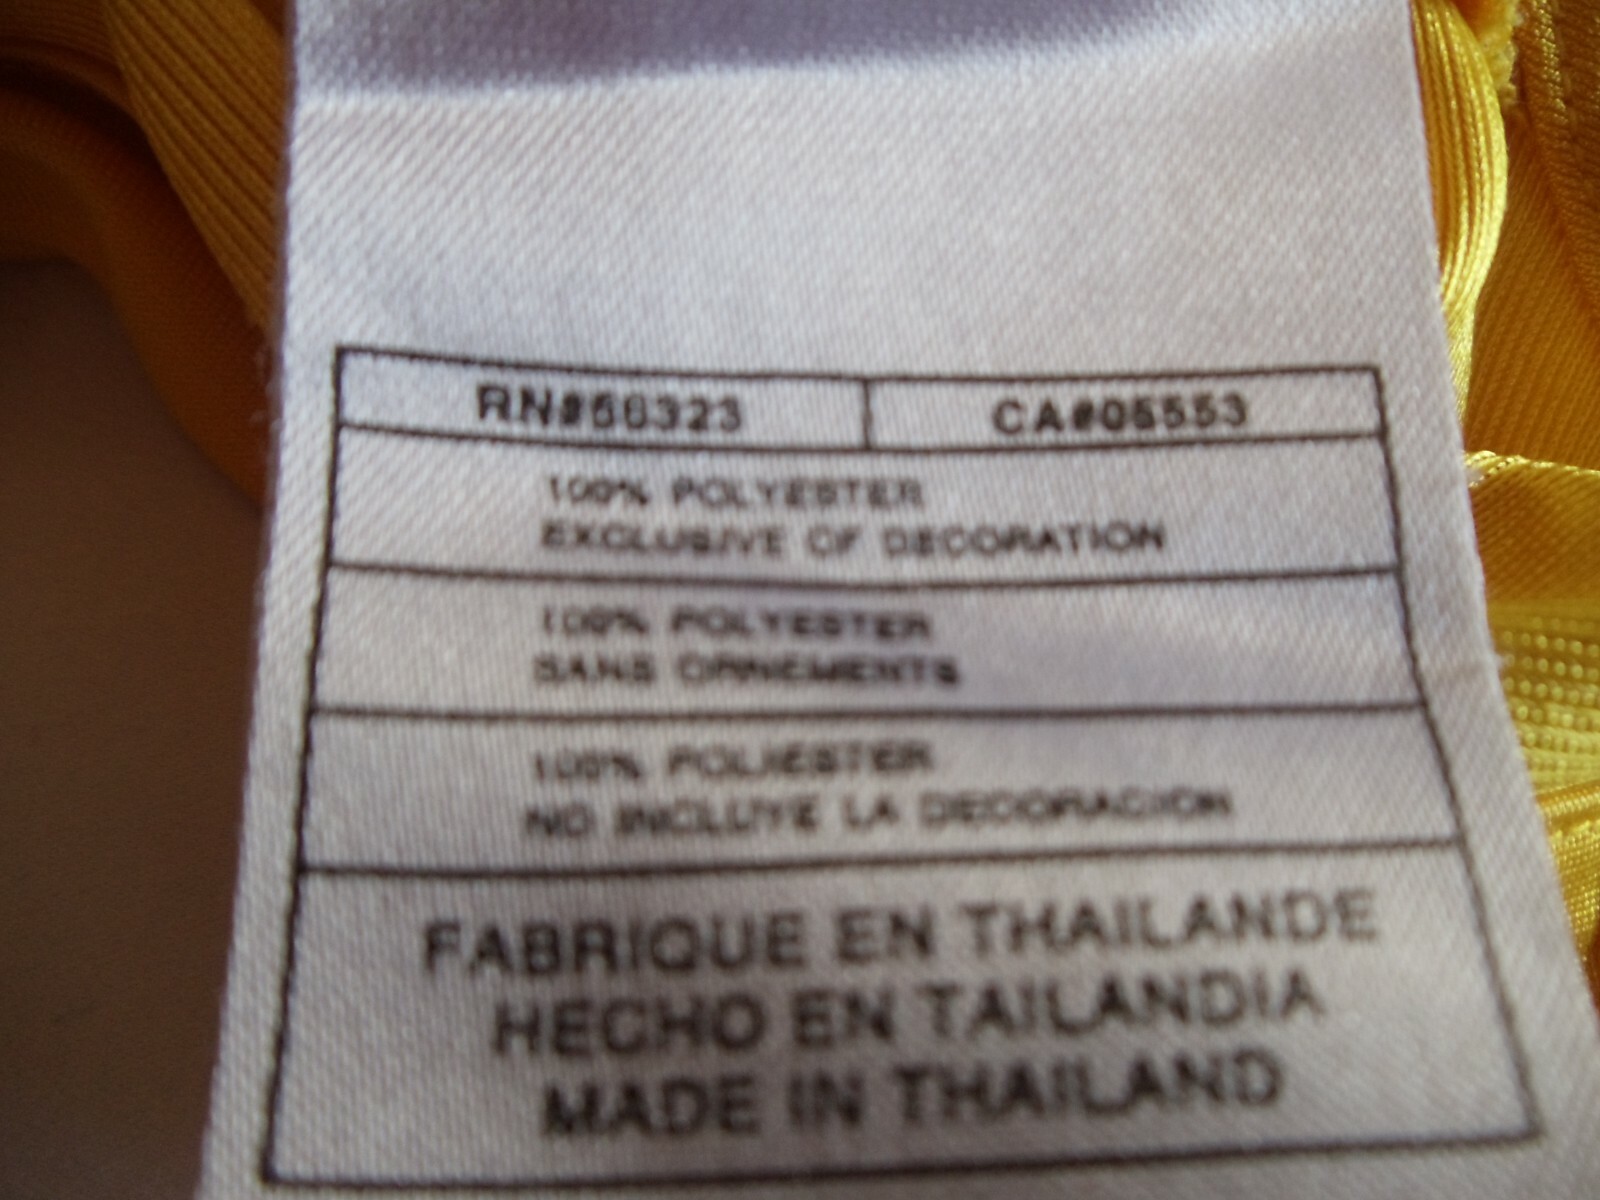 RN#56323 CA#05553
100% POLYESTER
EXCLUSIVE OF DECORATION
100% POLYESTER
SANS ORNEMENTS
100% POLIESTER
NO INCLUYE LA DECORACION
FABRIQUE EN THAILANDE
HECHO EN TAILANDIA
MADE IN THAILAND